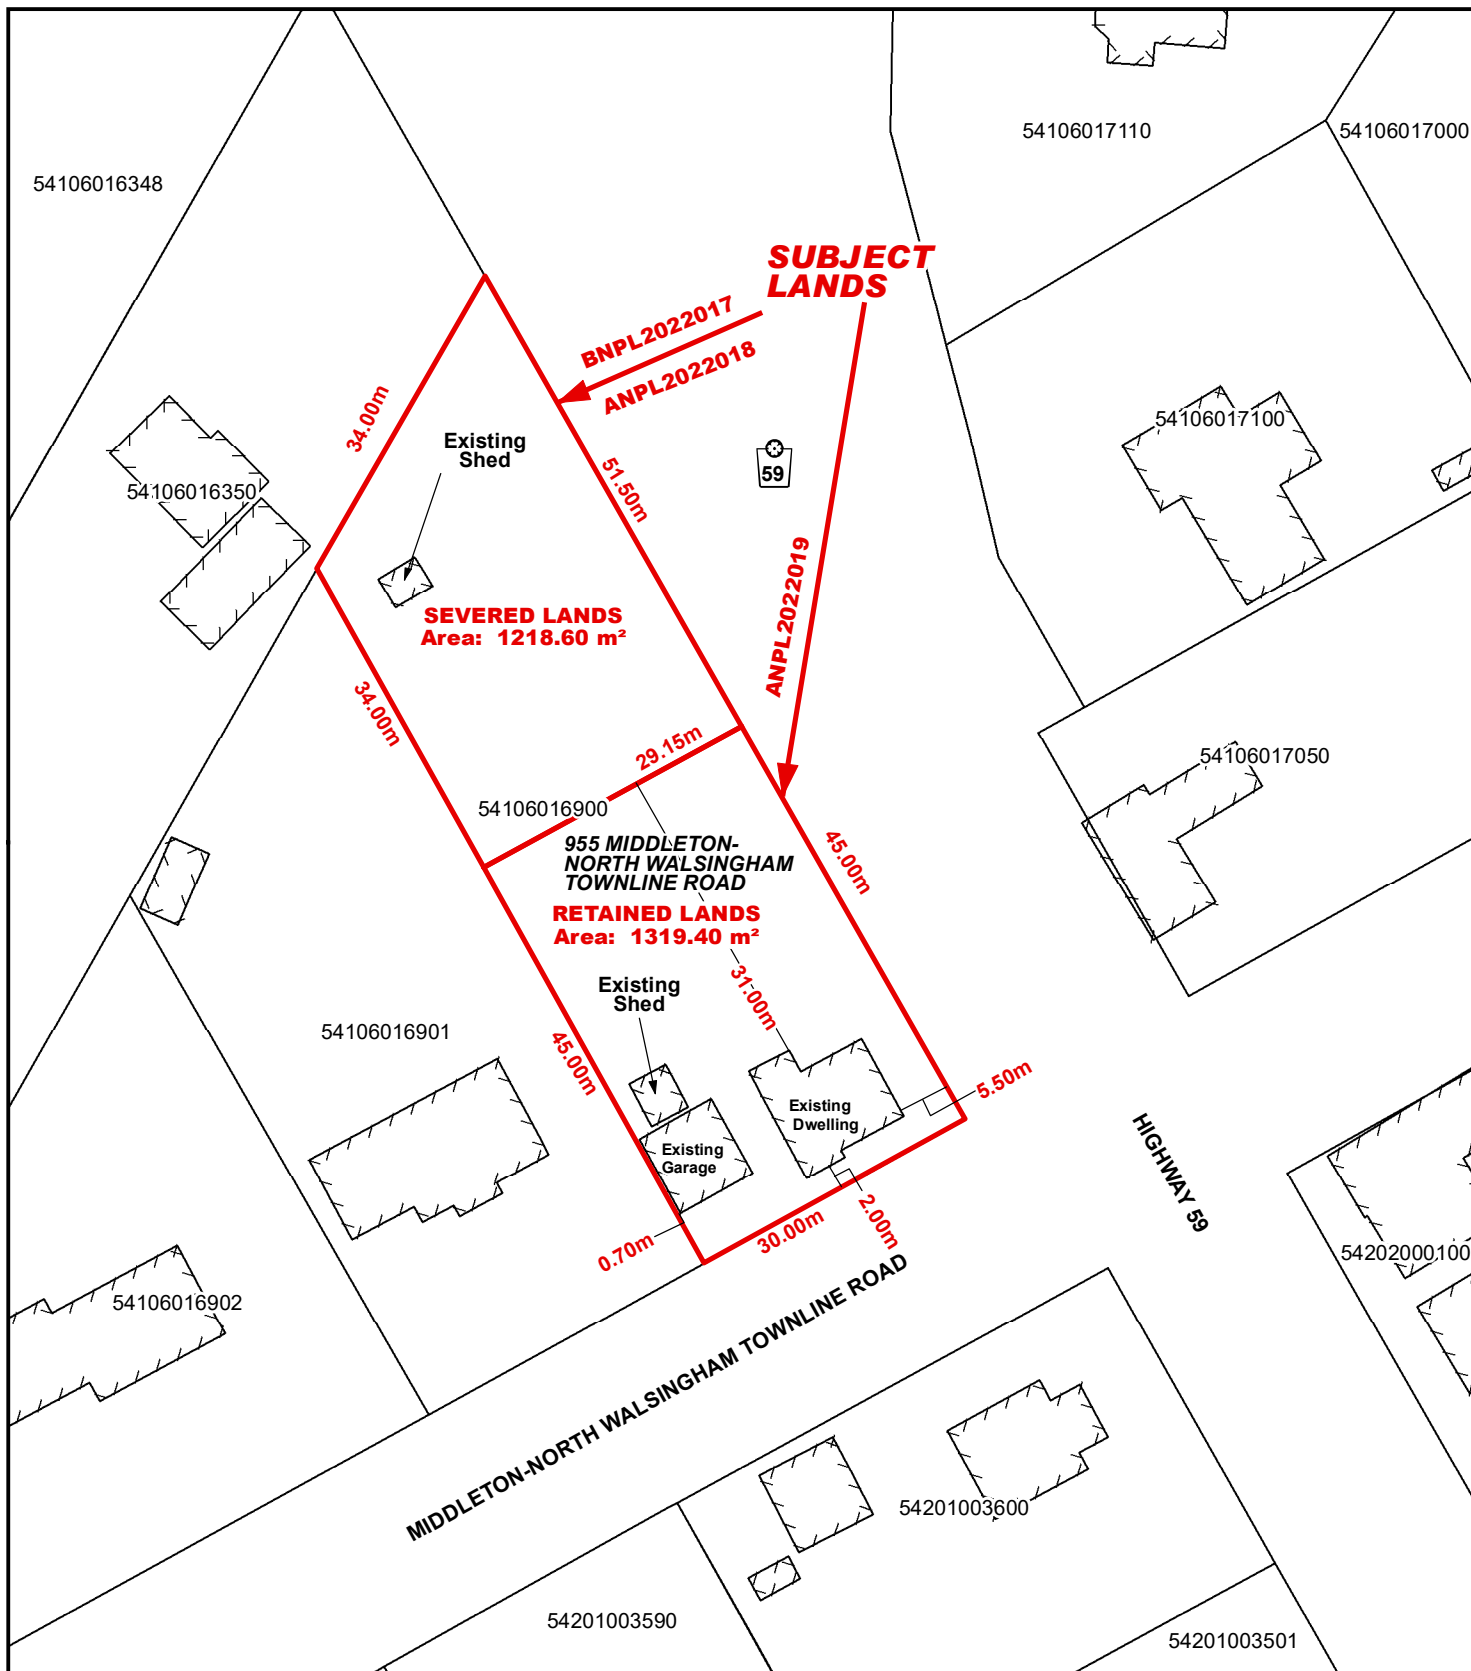 54106017110
54106017000
54106016348
SUBJECT
LANDS
BNPL2022017
ANPL2022018
34.00m
54106017100
Existing
Shed
59
51.50m
54106016350
ANPL2022019
SEVERED LANDS
Area: 1218.60 m²
34.00m
29.15m
54106017050
54106016900
955 MIDDLETON-
NORTH WALSINGHAM
TOWNLINE ROAD
45.00m
RETAINED LANDS
Area: 1319.40 m²
31.00m
Existing
Shed
54106016901
45.00m
5.50m
Existing
Dwelling
Existing
Garage
HIGHWAY 59
2.00m
30.00m
0.70m
54202000100
54106016902
MIDDLETON-NORTH WALSINGHAM TOWNLINE ROAD
54201003600
54201003590
54201003501